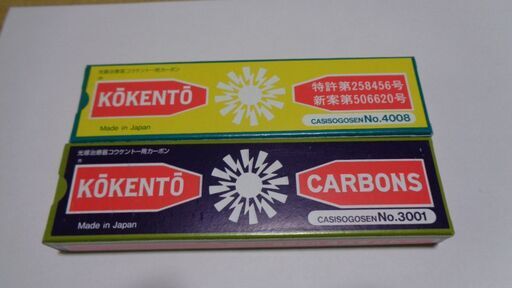 光線治療器コウケントー用カーボン
KŌKENTŌ
Made in Japan
特許第258456号
新案第506620号
CASISOGOSEN No.4008
光線治療器コウケントー用カーボン
KŌKENTŌ
Made in Japan
CARBONS
CASISOGOSEN No.3001